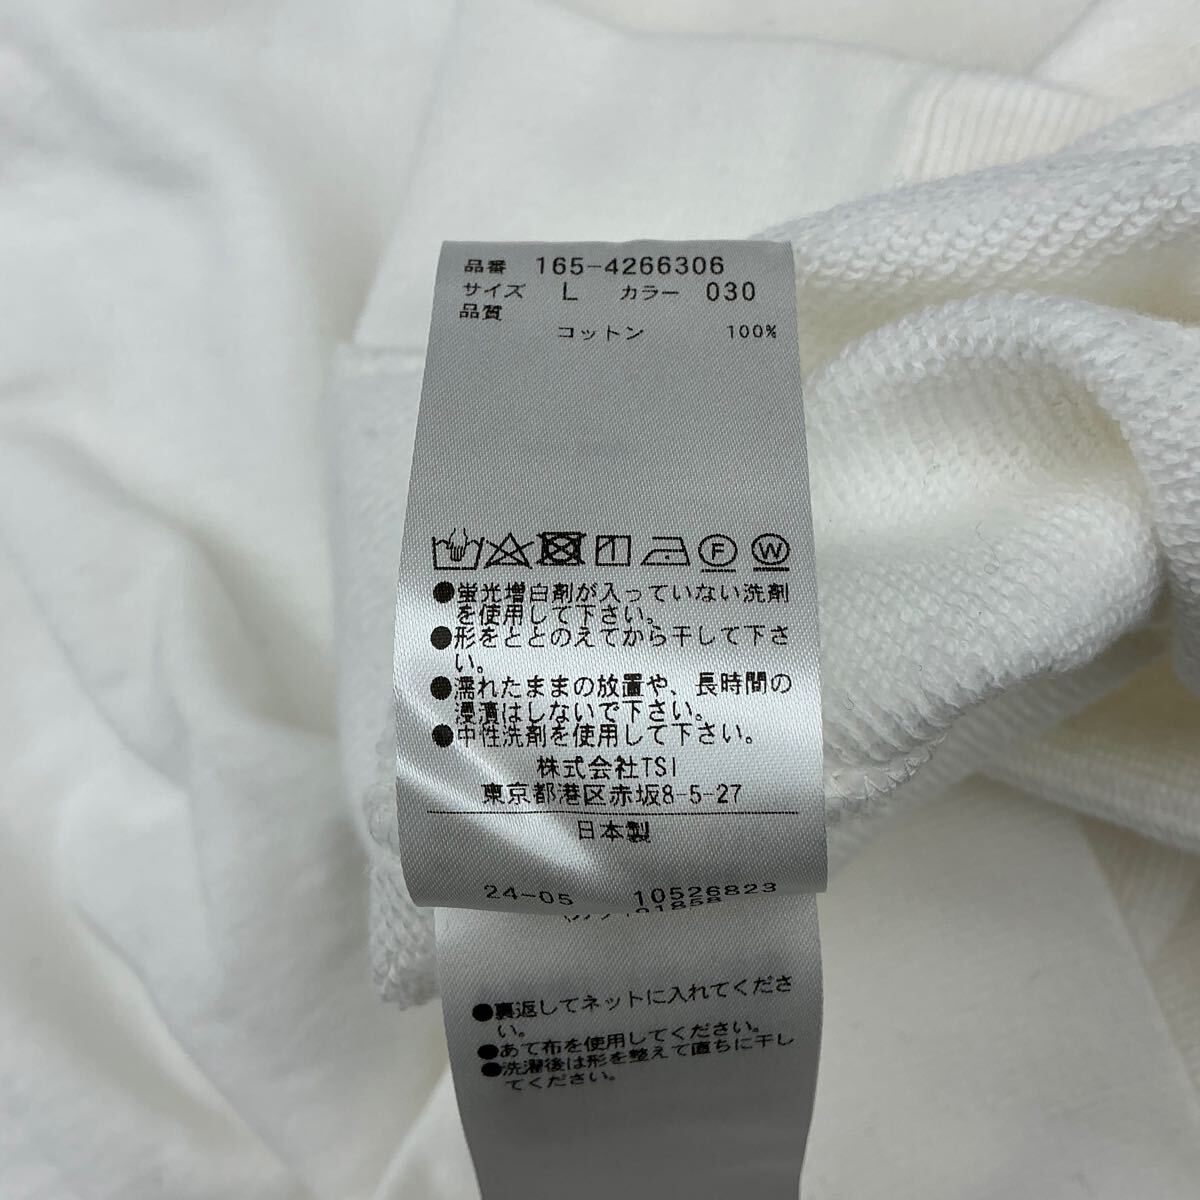 品番 165-4266306
サイズ L カラー 030
品質
コットン 100%
F W
●蛍光増白剤が入っていない洗剤
を使用して下さい。
●形をととのえてから干して下さ
い。
●濡れたままの放置や、長時間の
浸漬はしないで下さい。
●中性洗剤を使用して下さい。
株式会社TSI
東京都港区赤坂8-5-27
日本製
24-05 10526823
01858
●裏返してネットに入れてくださ
い。
●あて布を使用してください。
●洗濯後は形を整えて直ちに干し
てください。